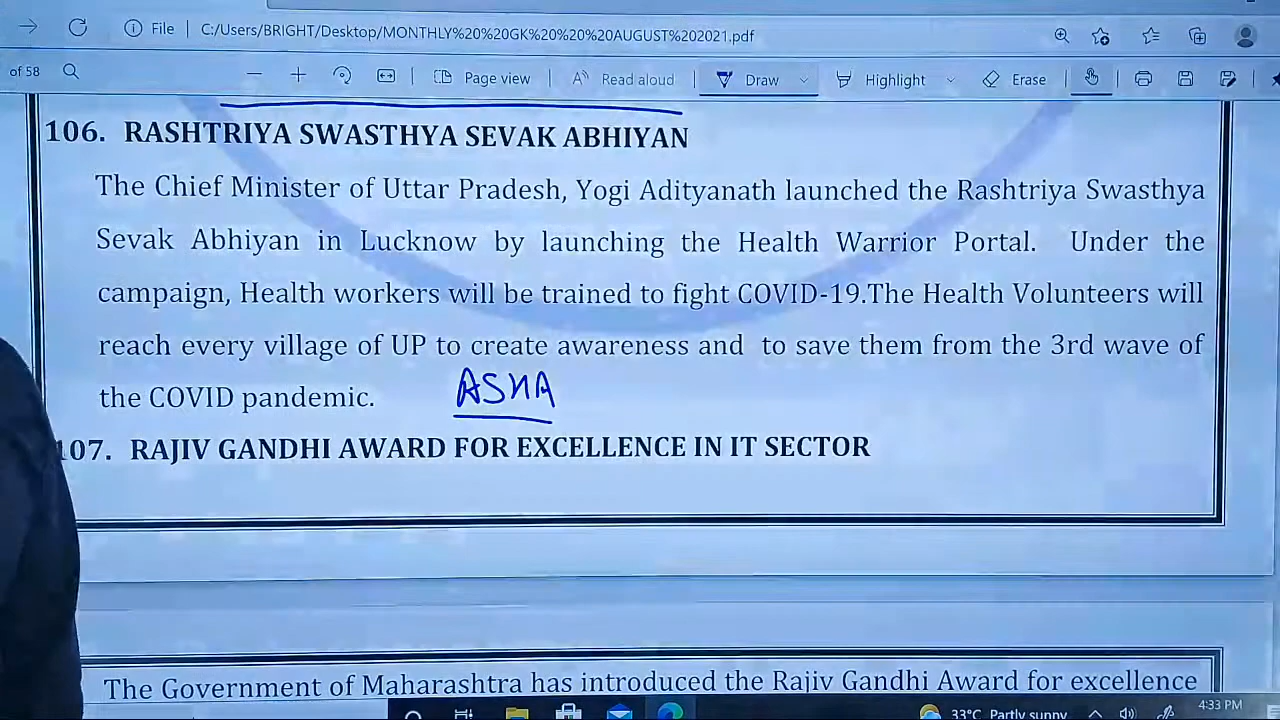 File C:/Users/BRIGHT/Desktop/MONTHLY%20%20GK%20%20%20AUGUST%202021.pdf
of 58 Page view Read aloud Draw Highlight Erase
106. RASHTRIYA SWASTHYA SEVAK ABHIYAN
The Chief Minister of Uttar Pradesh, Yogi Adityanath launched the Rashtriya Swasthya
Sevak Abhiyan in Lucknow by launching the Health Warrior Portal. Under the
campaign, Health workers will be trained to fight COVID-19.The Health Volunteers will
reach every village of UP to create awareness and to save them from the 3rd wave of
the COVID pandemic. ASHA
107. RAJIV GANDHI AWARD FOR EXCELLENCE IN IT SECTOR
The Government of Maharashtra has introduced the Rajiv Gandhi Award for excellence
33°C Partly sunny 4:33 PM